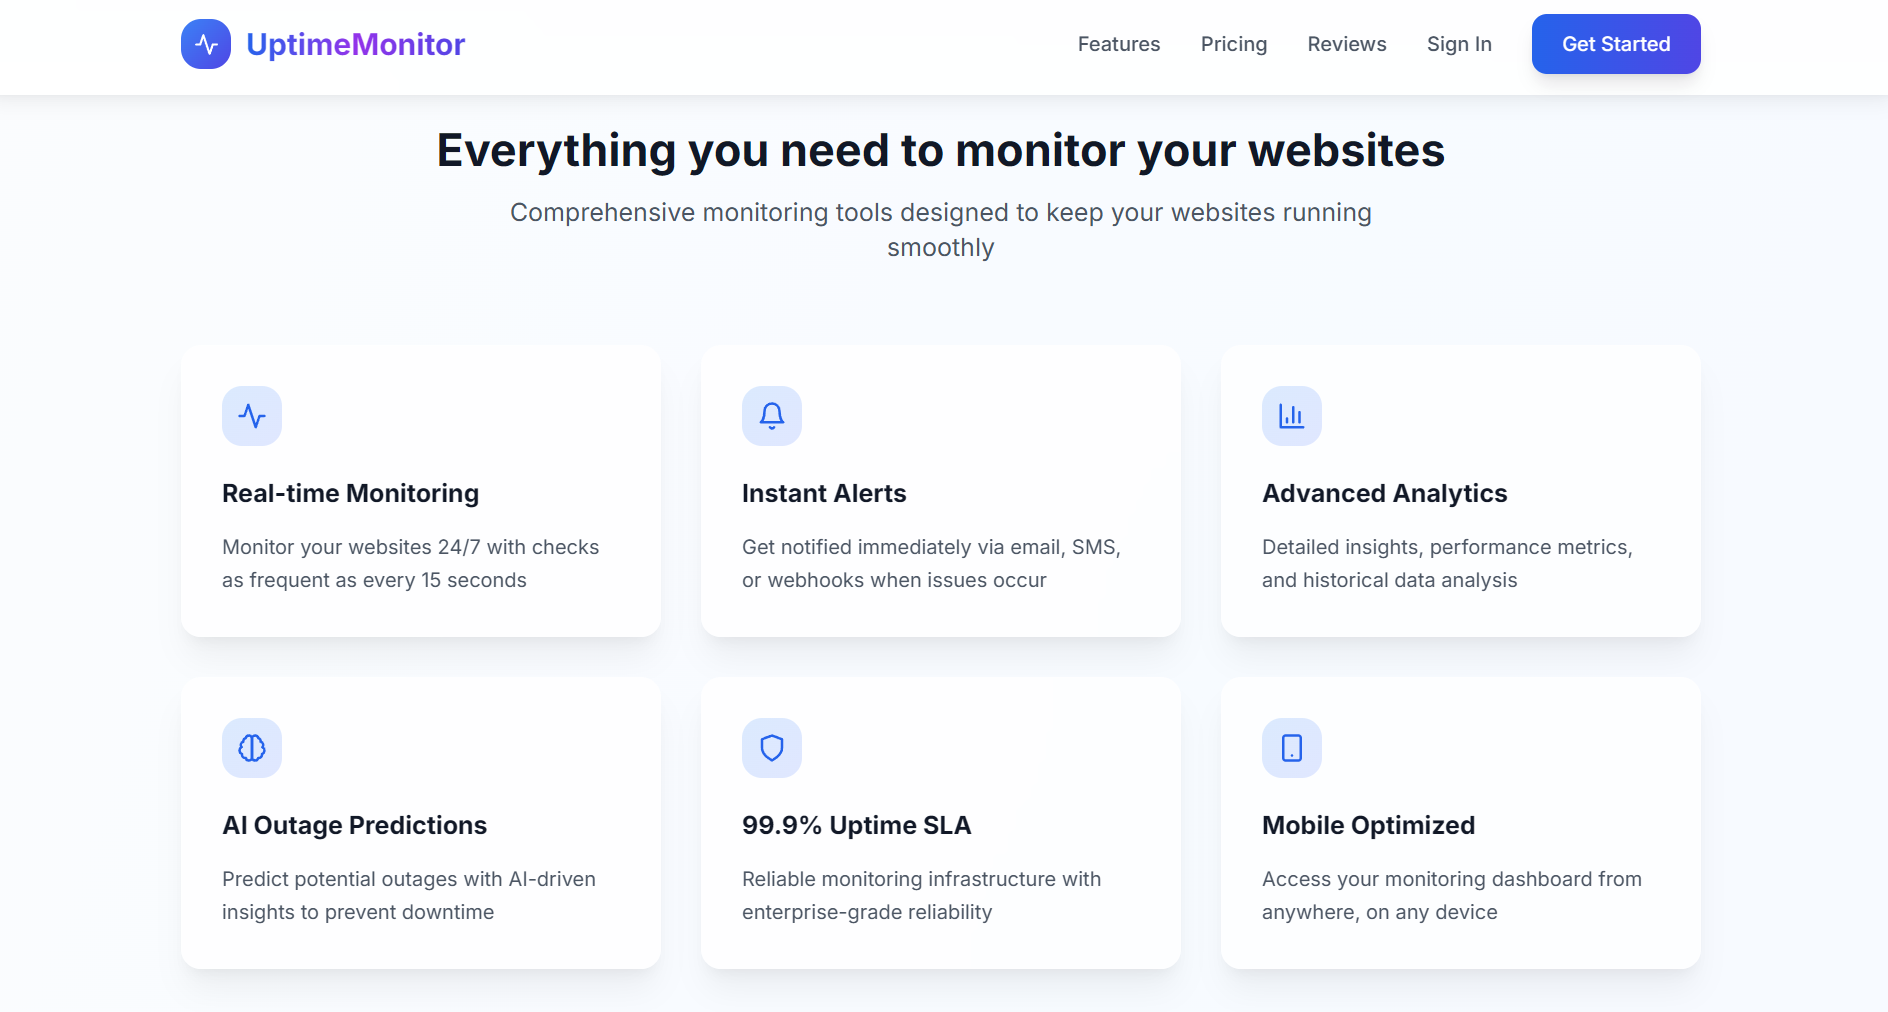 UptimeMonitor
Features
Pricing
Reviews
Sign In
Get Started
Everything you need to monitor your websites
Comprehensive monitoring tools designed to keep your websites running
smoothly
Real-time Monitoring
Monitor your websites 24/7 with checks
as frequent as every 15 seconds
Instant Alerts
Get notified immediately via email, SMS,
or webhooks when issues occur
Advanced Analytics
Detailed insights, performance metrics,
and historical data analysis
AI Outage Predictions
Predict potential outages with AI-driven
insights to prevent downtime
99.9% Uptime SLA
Reliable monitoring infrastructure with
enterprise-grade reliability
Mobile Optimized
Access your monitoring dashboard from
anywhere, on any device